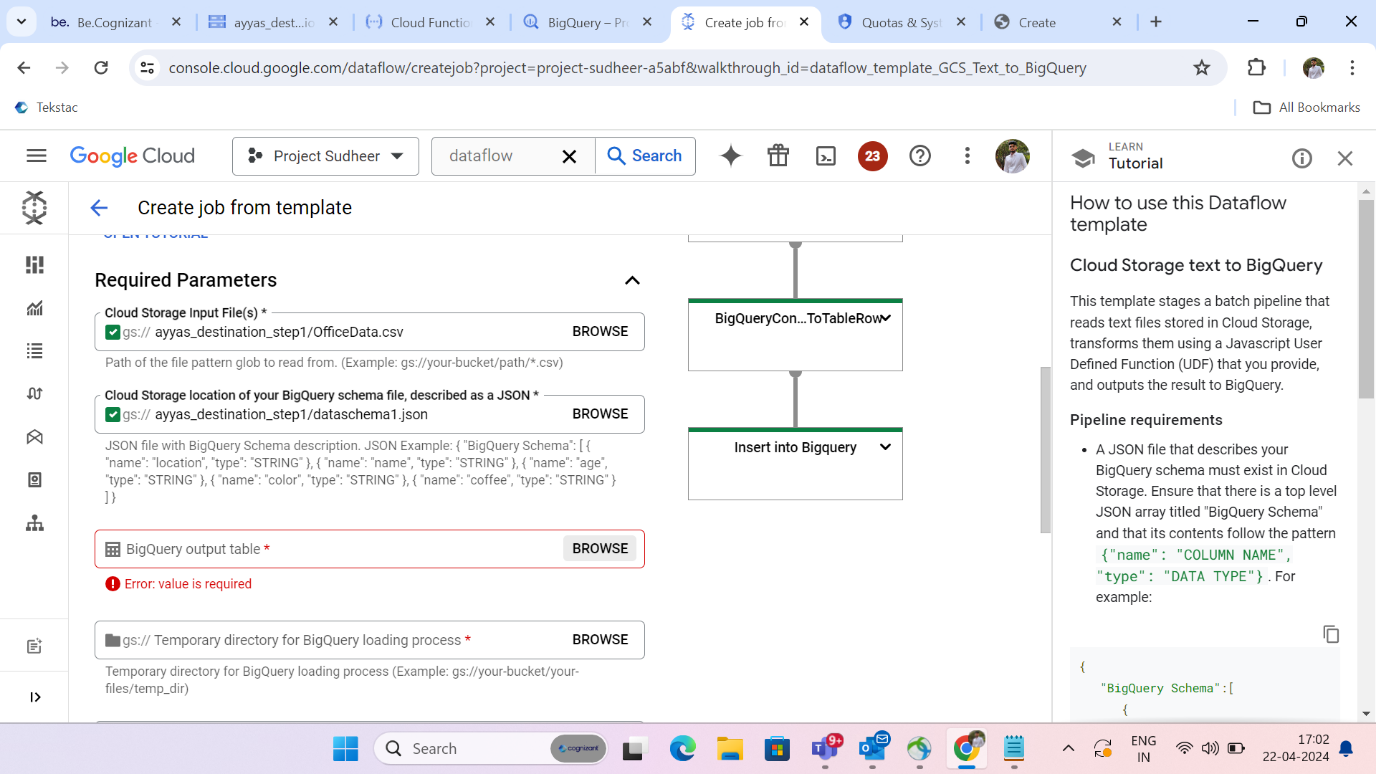 be. Be.Cognizant
ayyas_dest...ic
Cloud Functio
BigQuery – Pr
Create job fro
Quotas & Syst
Create
console.cloud.google.com/dataflow/createjob?project=project-sudheer-a5abf&walkthrough_id=dataflow_template_GCS_Text_to_BigQuery
Tekstac
All Bookmarks
Google Cloud
Project Sudheer
dataflow
Search
23
LEARN
Tutorial
Create job from template
OPEN TUTORIAL
Required Parameters
Cloud Storage Input File(s) *
gs:// ayyas_destination_step1/OfficeData.csv BROWSE
Path of the file pattern glob to read from. (Example: gs://your-bucket/path/*.csv)
Cloud Storage location of your BigQuery schema file, described as a JSON *
gs:// ayyas_destination_step1/dataschema1.json BROWSE
JSON file with BigQuery Schema description. JSON Example: { "BigQuery Schema": [ {
"name": "location", "type": "STRING" }, { "name": "name", "type": "STRING" }, { "name": "age",
"type": "STRING" }, { "name": "color", "type": "STRING" }, { "name": "coffee", "type": "STRING" }
] }
BigQuery output table * BROWSE
Error: value is required
gs:// Temporary directory for BigQuery loading process * BROWSE
Temporary directory for BigQuery loading process (Example: gs://your-bucket/your-
files/temp_dir)
BigQueryCon...ToTableRow
Insert into Bigquery
How to use this Dataflow
template
Cloud Storage text to BigQuery
This template stages a batch pipeline that
reads text files stored in Cloud Storage,
transforms them using a Javascript User
Defined Function (UDF) that you provide,
and outputs the result to BigQuery.
Pipeline requirements
• A JSON file that describes your
BigQuery schema must exist in Cloud
Storage. Ensure that there is a top level
JSON array titled "BigQuery Schema"
and that its contents follow the pattern
{"name": "COLUMN NAME",
"type": "DATA TYPE"} . For
example:
{
"BigQuery Schema":[
{
Search
cognizant
9+
ENG
IN
17:02
22-04-2024